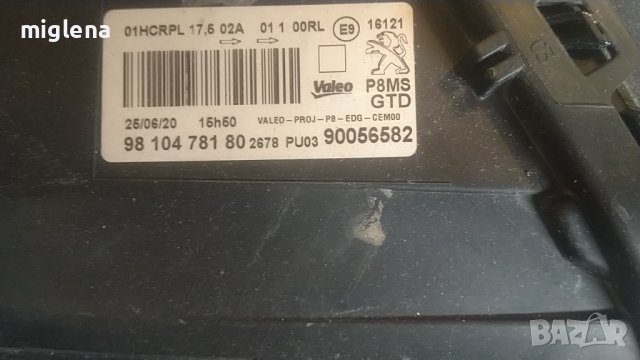 miglena
01HCRPL 17,5 02A 01 1 00RL E9 16121
Valeo P8MS
GTD
25/06/20 15h50 VALEO-PROJ-P8-EDG-CEM00
98 104 781 80 2678 PU03 90056582
BAZAR